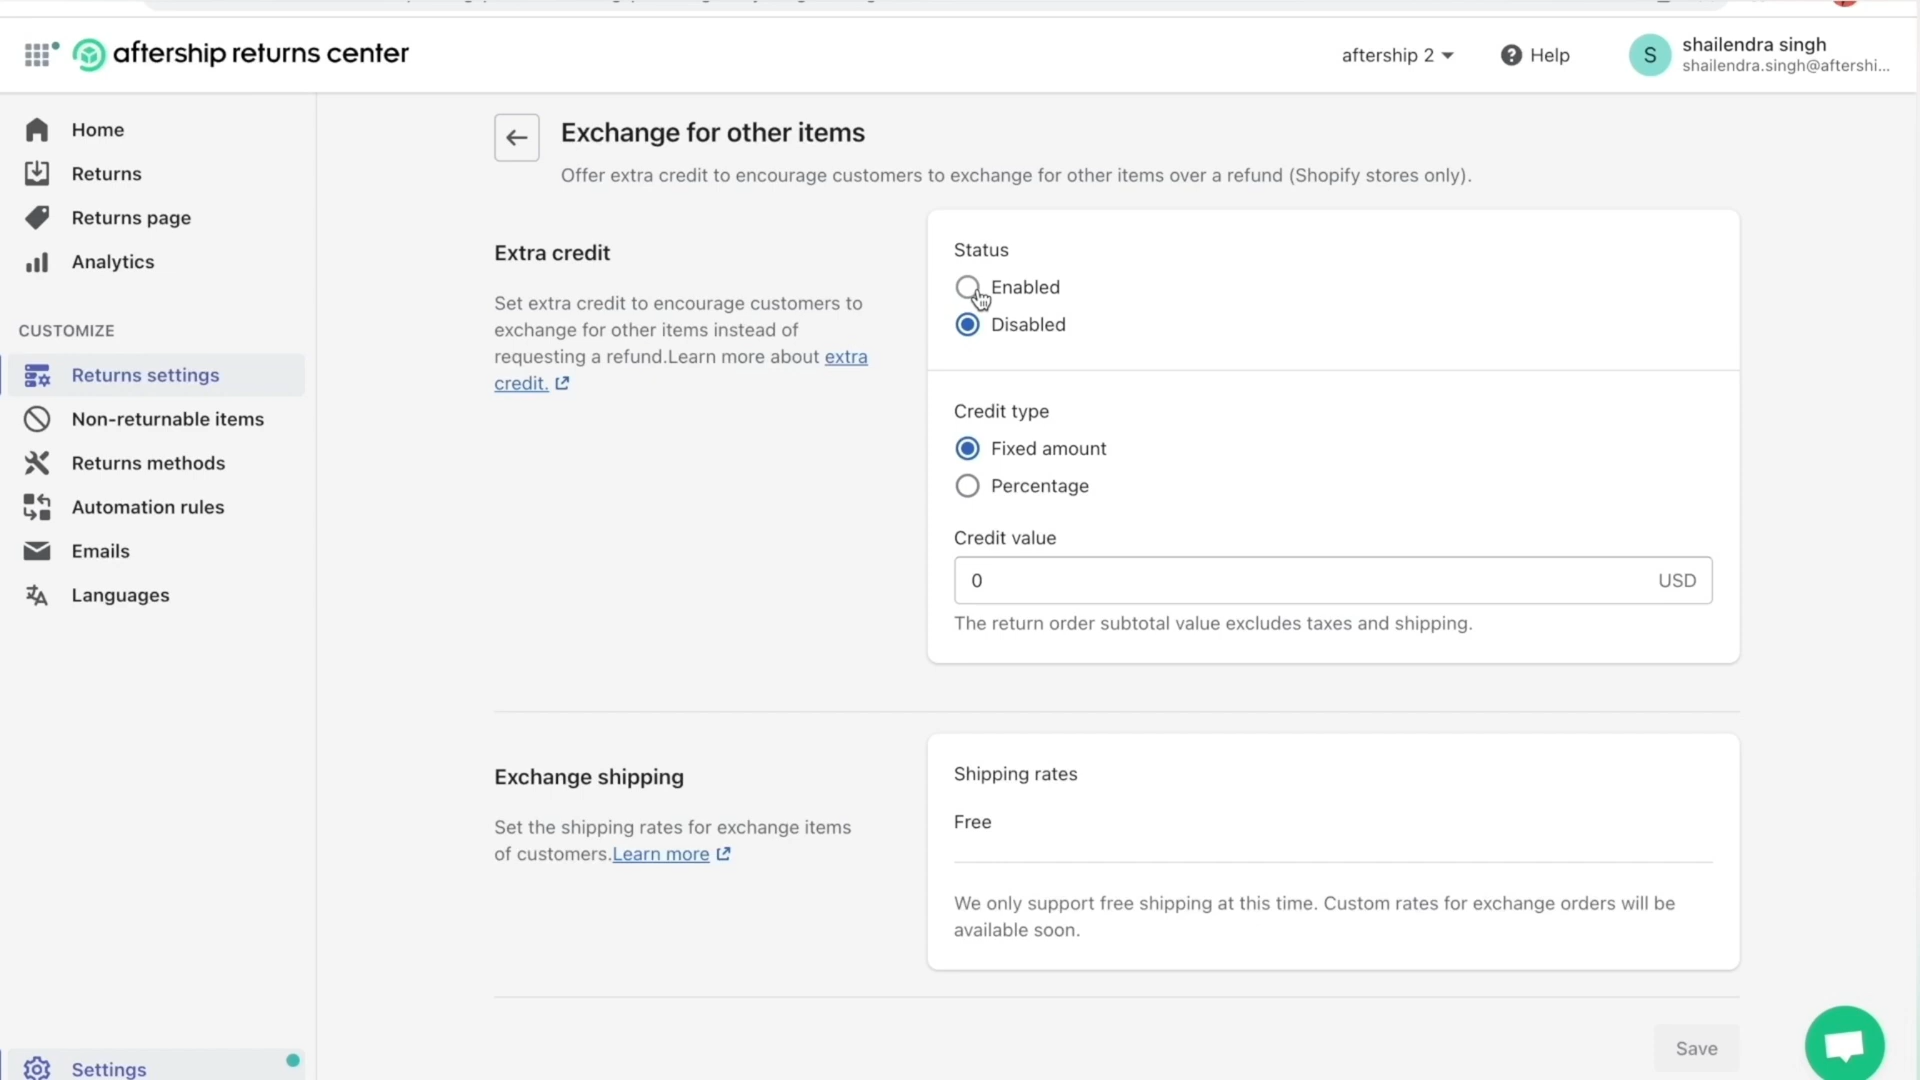 aftership returns center
aftership 2
Help
S
shailendra singh
shailendra.singh@aftershi...
Home
Returns
Returns page
Analytics
CUSTOMIZE
Returns settings
Non-returnable items
Returns methods
Automation rules
Emails
Languages
Settings
Exchange for other items
Offer extra credit to encourage customers to exchange for other items over a refund (Shopify stores only).
Extra credit
Set extra credit to encourage customers to
exchange for other items instead of
requesting a refund.Learn more about extra
credit.
Status
Enabled
Disabled
Credit type
Fixed amount
Percentage
Credit value
0 USD
The return order subtotal value excludes taxes and shipping.
Exchange shipping
Set the shipping rates for exchange items
of customers.Learn more
Shipping rates
Free
We only support free shipping at this time. Custom rates for exchange orders will be
available soon.
Save